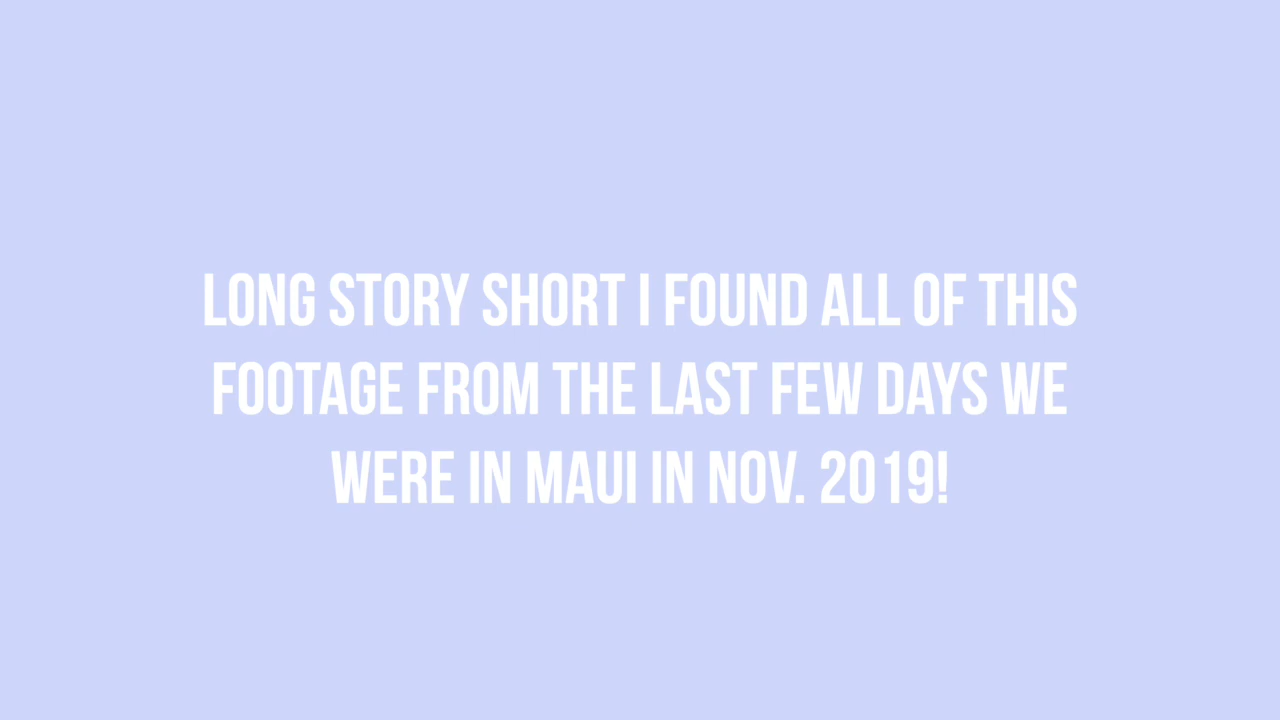 LONG STORY SHORT I FOUND ALL OF THIS
FOOTAGE FROM THE LAST FEW DAYS WE
WERE IN MAUI IN NOV. 2019!